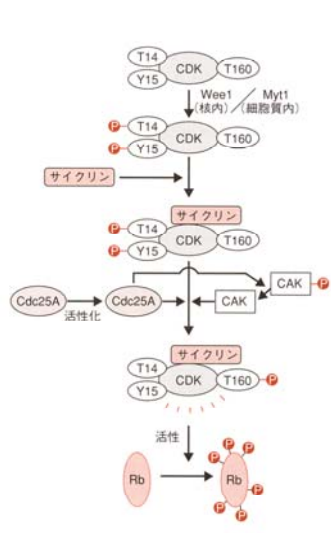 T14
Y15
CDK
T160
Wee1
(核内)
Myt1
(細胞質内)
P
T14
P
Y15
CDK
T160
サイクリン
サイクリン
P
T14
P
Y15
CDK
T160
CAK
P
Cdc25A
活性化
Cdc25A
CAK
サイクリン
T14
Y15
CDK
T160
P
活性
Rb
P
P
P
Rb
P
P
P
P